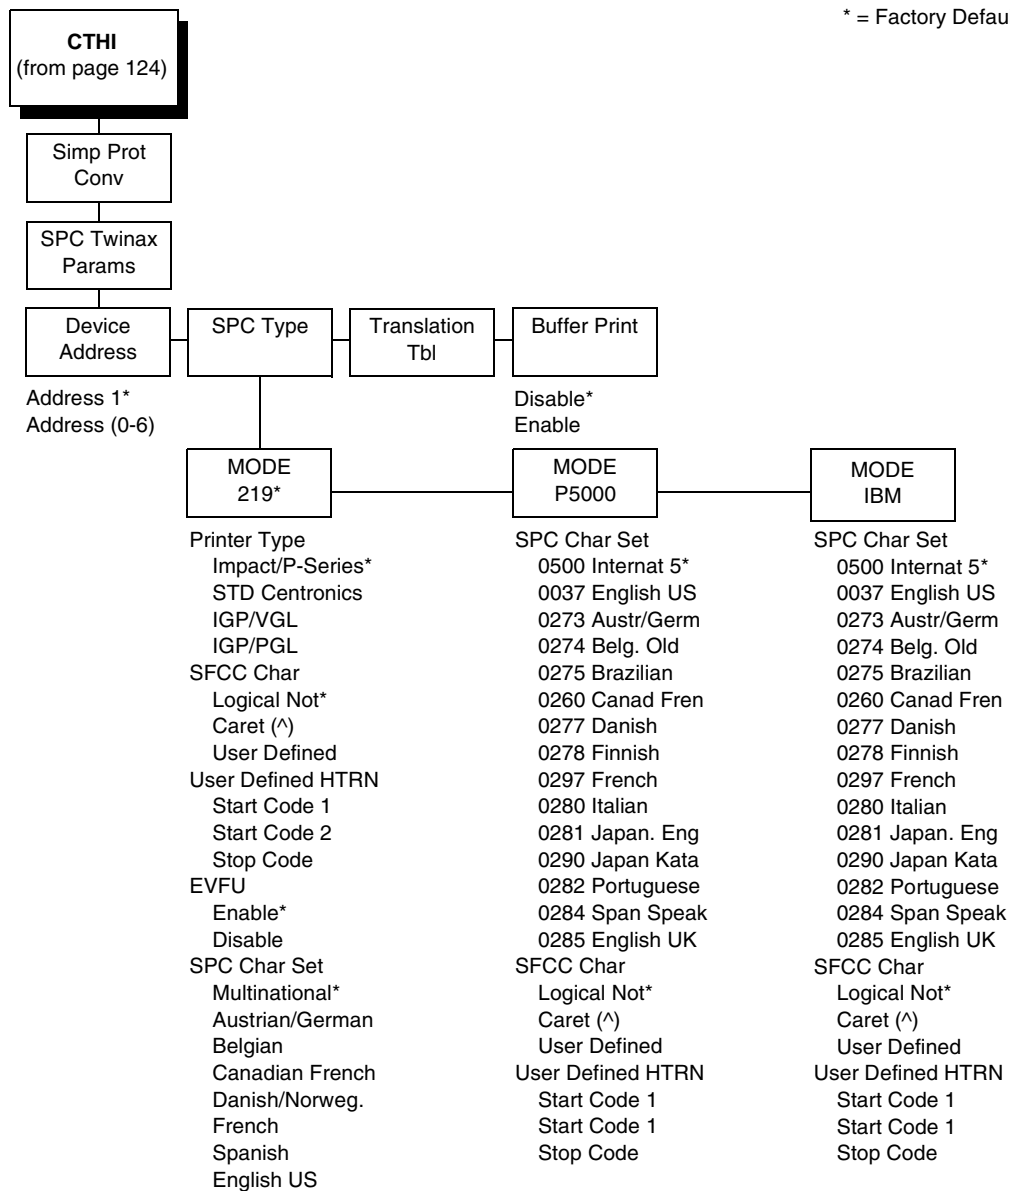 * = Factory Defau
CTHI
(from page 124)
Simp Prot
Conv
SPC Twinax
Params
Device
Address
SPC Type
Translation
Tbl
Buffer Print
Address 1*
Address (0-6)
Disable*
Enable
MODE
219*
Printer Type
Impact/P-Series*
STD Centronics
IGP/VGL
IGP/PGL
SFCC Char
Logical Not*
Caret (^)
User Defined
User Defined HTRN
Start Code 1
Start Code 2
Stop Code
EVFU
Enable*
Disable
SPC Char Set
Multinational*
Austrian/German
Belgian
Canadian French
Danish/Norweg.
French
Spanish
English US
MODE
P5000
SPC Char Set
0500 Internat 5*
0037 English US
0273 Austr/Germ
0274 Belg. Old
0275 Brazilian
0260 Canad Fren
0277 Danish
0278 Finnish
0297 French
0280 Italian
0281 Japan. Eng
0290 Japan Kata
0282 Portuguese
0284 Span Speak
0285 English UK
SFCC Char
Logical Not*
Caret (^)
User Defined
User Defined HTRN
Start Code 1
Start Code 1
Stop Code
MODE
IBM
SPC Char Set
0500 Internat 5*
0037 English US
0273 Austr/Germ
0274 Belg. Old
0275 Brazilian
0260 Canad Fren
0277 Danish
0278 Finnish
0297 French
0280 Italian
0281 Japan. Eng
0290 Japan Kata
0282 Portuguese
0284 Span Speak
0285 English UK
SFCC Char
Logical Not*
Caret (^)
User Defined
User Defined HTRN
Start Code 1
Start Code 1
Stop Code